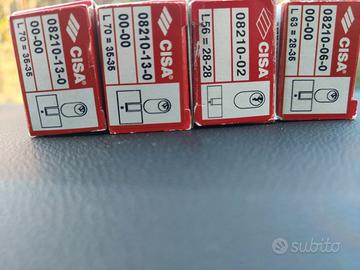 CISA
08210-13-0
00-00
L 70 = 35-35
CISA
08210-13-0
00-00
L 70 = 35-35
CISA
08210-02
L 56 = 28-28
CISA
08210-06-0
00-00
L 63 = 28-35
subito